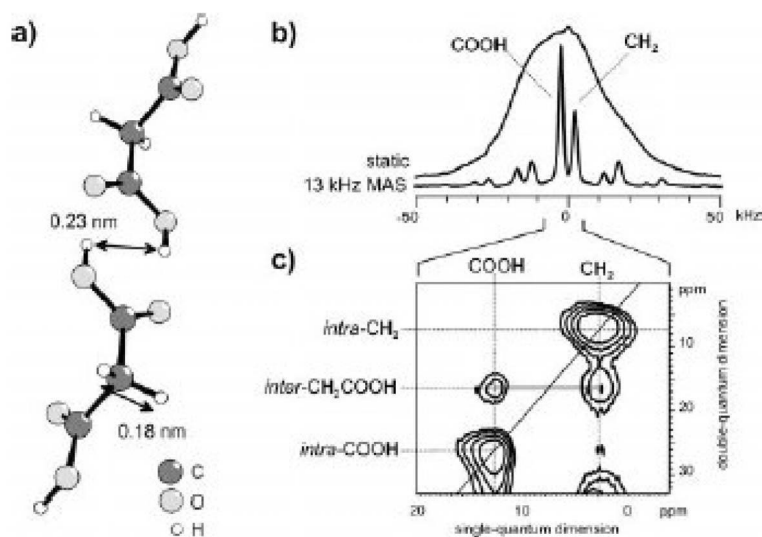 a)
0.23 nm
0.18 nm
C
O
H
b)
COOH
CH₂
static
13 kHz MAS
-50
0
50
kHz
c)
COOH
CH₂
intra-CH₂
inter-CH₂COOH
intra-COOH
ppm
10
20
30
double-quantum dimension
20
10
0
ppm
single-quantum dimension